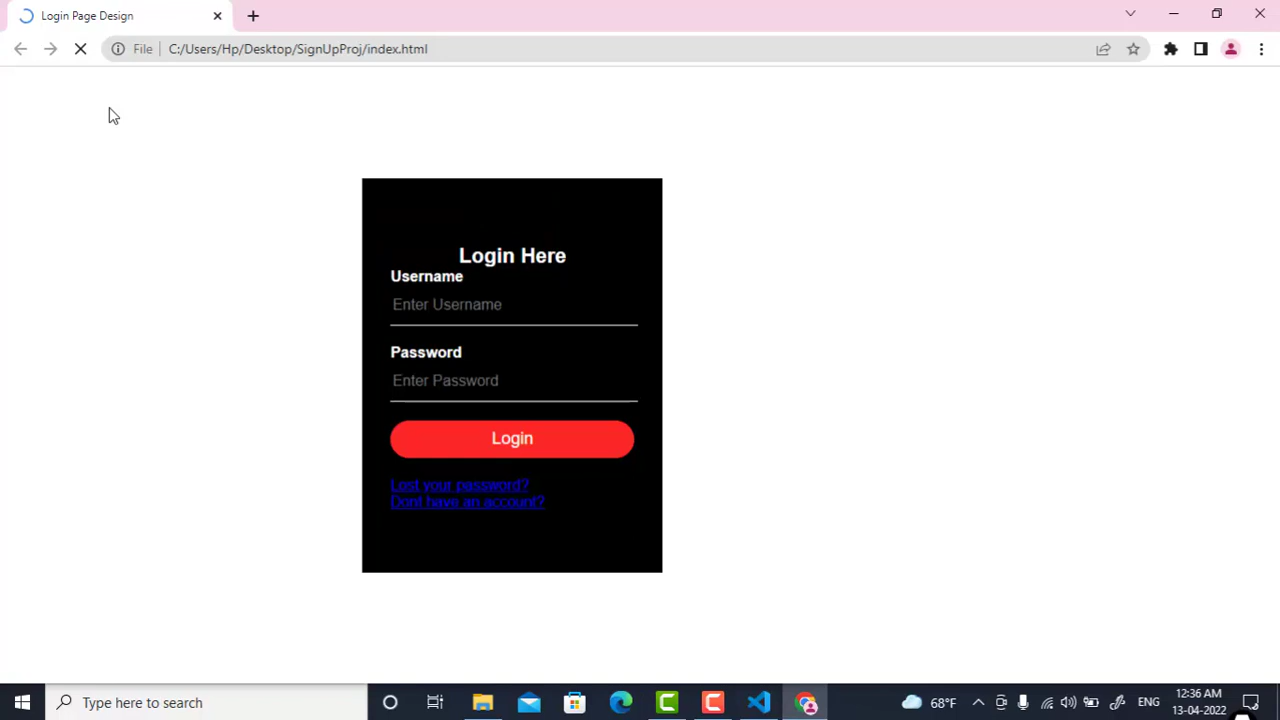 Login Page Design
File
C:/Users/Hp/Desktop/SignUpProj/index.html
Login Here
Username
Enter Username
Password
Enter Password
Login
Lost your password?
Dont have an account?
Type here to search
68°F
ENG
12:36 AM
13-04-2022